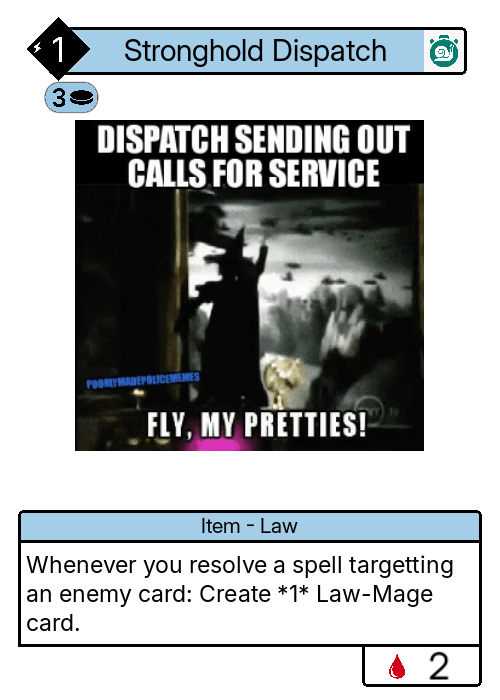 1 Stronghold Dispatch
3
DISPATCH SENDING OUT
CALLS FOR SERVICE
POORLYMADEPOLICEMEMES
FLY, MY PRETTIES!
Item - Law
Whenever you resolve a spell targetting
an enemy card: Create *1* Law-Mage
card.
2